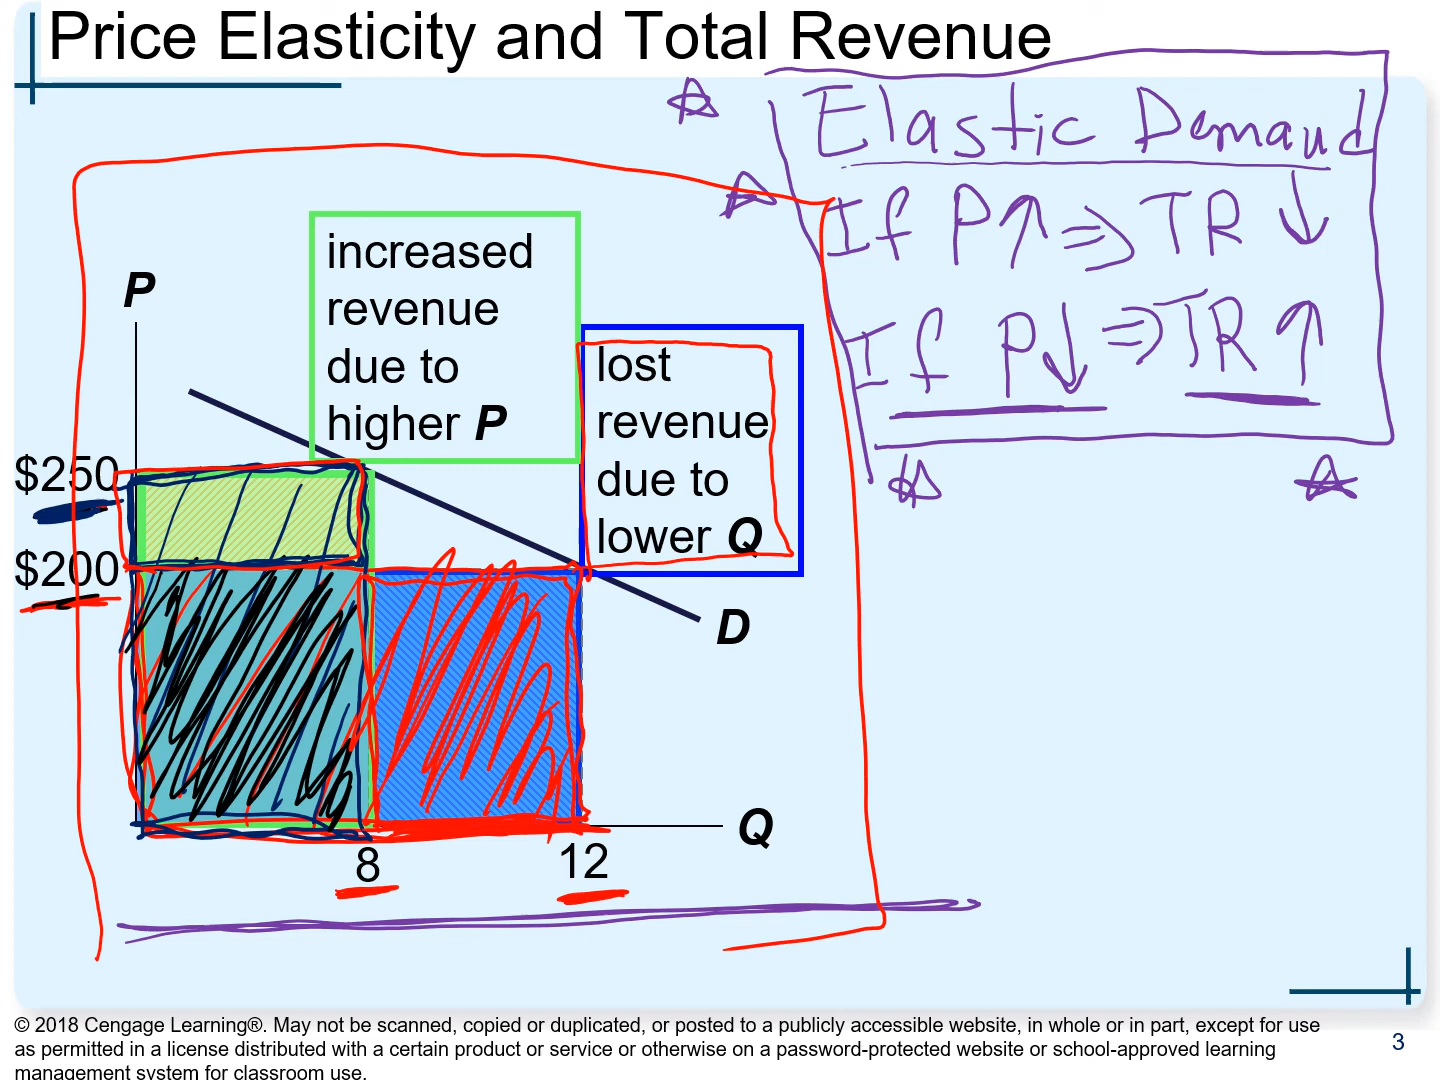 Price Elasticity and Total Revenue
Elastic Demand
If P↑ ⇒ TR ↓
If P↓ ⇒ TR ↑
increased
revenue
due to
higher P
lost
revenue
due to
lower Q
P
$250
$200
D
Q
8
12
© 2018 Cengage Learning®. May not be scanned, copied or duplicated, or posted to a publicly accessible website, in whole or in part, except for use
as permitted in a license distributed with a certain product or service or otherwise on a password-protected website or school-approved learning
management system for classroom use.
3